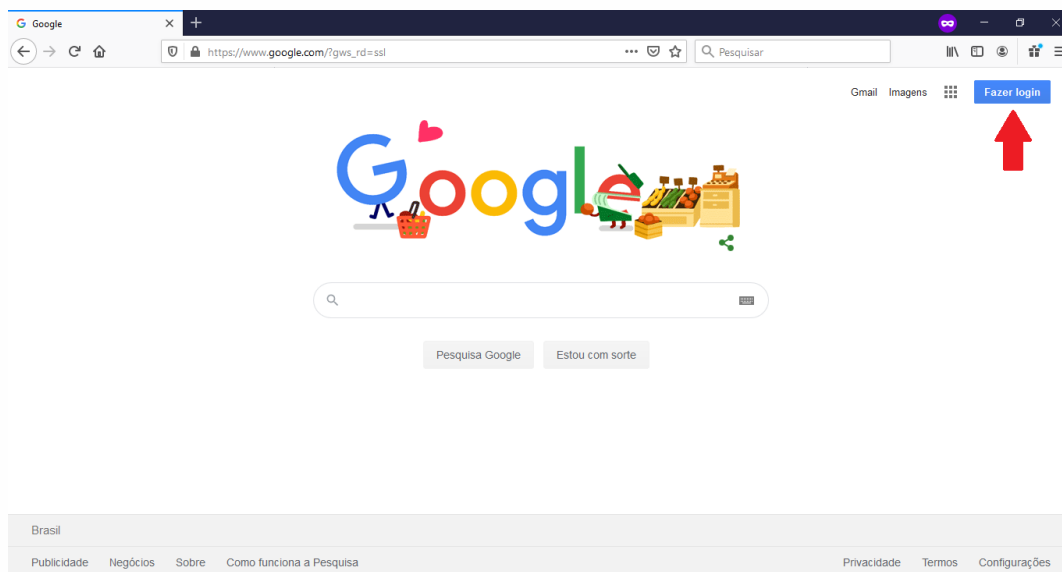 Google
https://www.google.com/?gws_rd=ssl
Pesquisar
Gmail Imagens Fazer login
Google
Pesquisa Google Estou com sorte
Brasil
Publicidade Negócios Sobre Como funciona a Pesquisa Privacidade Termos Configurações